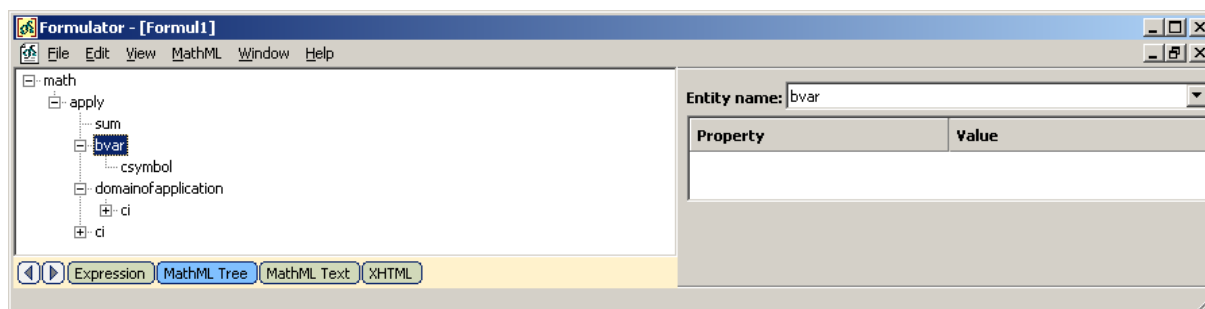 Formulator - [Formul1]
File Edit View MathML Window Help
math
apply
sum
bvar
csymbol
domainofapplication
ci
ci
Expression MathML Tree MathML Text XHTML
Entity name: bvar
Property Value